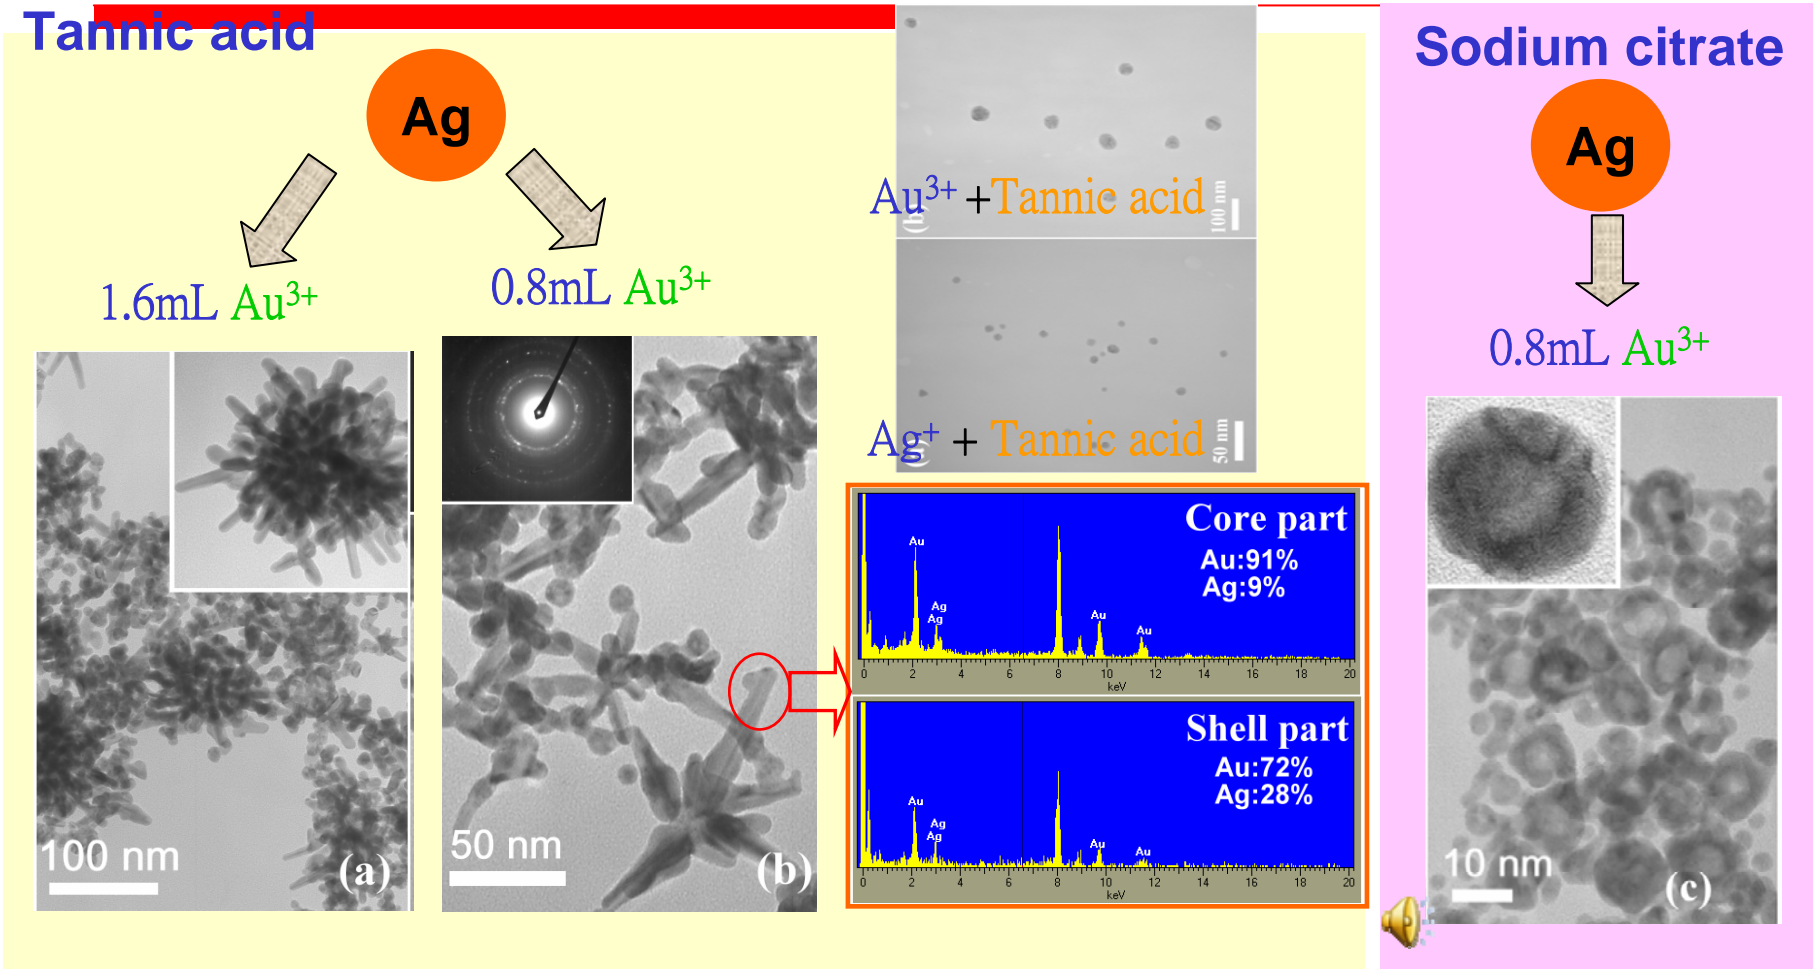 Tannic acid
Ag
1.6mL Au³⁺
0.8mL Au³⁺
100 nm
(a)
50 nm
(b)
Au³⁺ +Tannic acid
(b)
100 nm
Ag⁺ + Tannic acid
50 nm
Core part
Au:91%
Ag:9%
Au
Ag
Ag
Au
Au
0 2 4 6 8 10 12 14 16 18 20
keV
Shell part
Au:72%
Ag:28%
Au
Ag
Ag
Au
Au
0 2 4 6 8 10 12 14 16 18 20
keV
Sodium citrate
Ag
0.8mL Au³⁺
10 nm
(c)